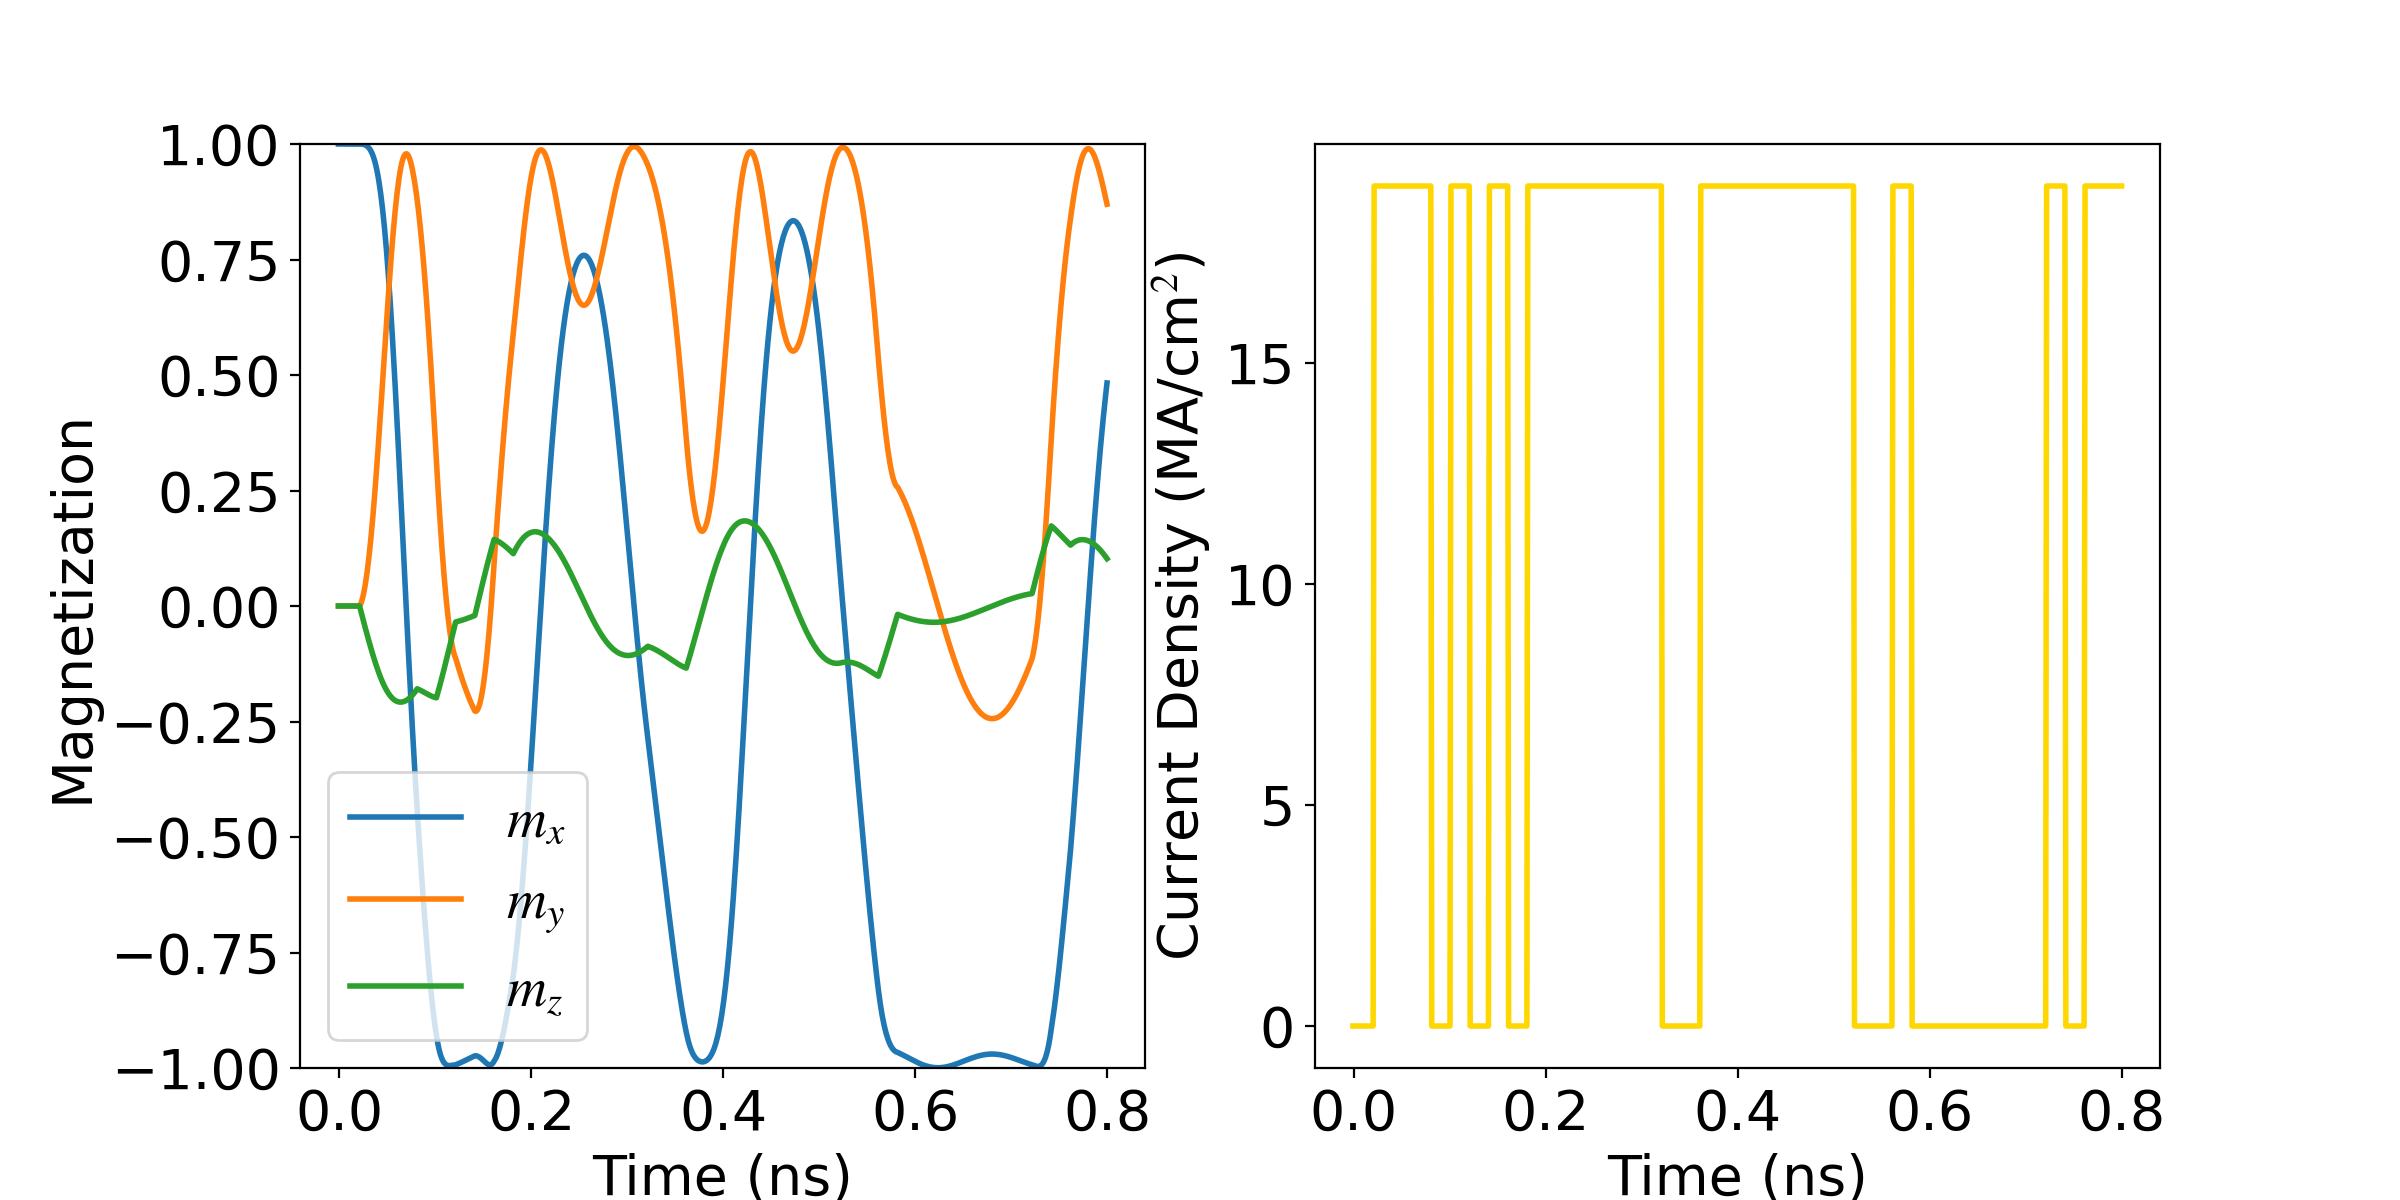 Magnetization
1.00
0.75
0.50
0.25
0.00
−0.25
−0.50
−0.75
−1.00
0.0 0.2 0.4 0.6 0.8
Time (ns)
m_x
m_y
m_z
Current Density (MA/cm²)
15
10
5
0
0.0 0.2 0.4 0.6 0.8
Time (ns)